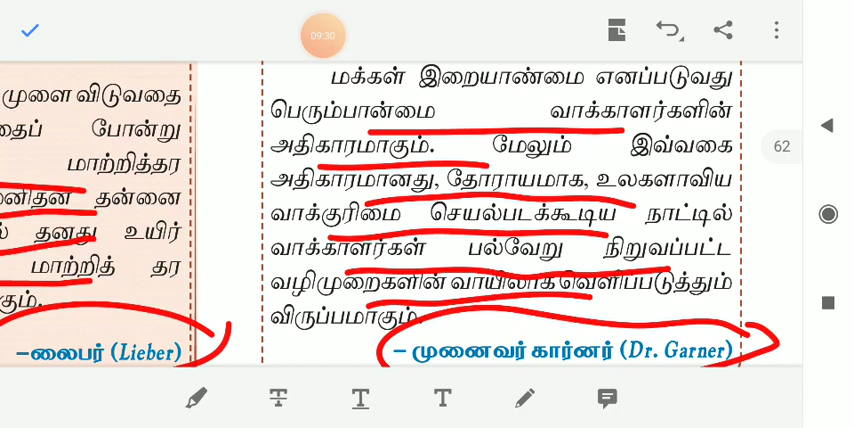 09:30
முளை விடுவதை
தைப் போன்று
மாற்றித்தர
தன்னை
தனது உயிர்
மாற்றித் தர
கும்.
–லைபர் (Lieber)
மக்கள் இறையாண்மை எனப்படுவது
பெரும்பான்மை வாக்காளர்களின்
அதிகாரமாகும். மேலும் இவ்வகை
அதிகாரமானது, தோராயமாக, உலகளாவிய
வாக்குரிமை செயல்படக்கூடிய நாட்டில்
வாக்காளர்கள் பல்வேறு நிறுவப்பட்ட
வழிமுறைகளின் வாயிலாக வெளிப்படுத்தும்
விருப்பமாகும்.
– முனைவர் கார்னர் (Dr. Garner)
62